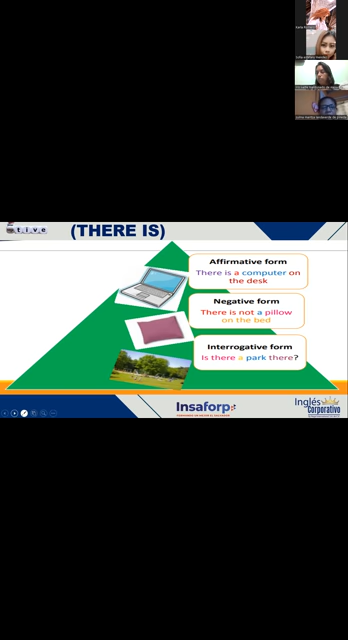 tive
(THERE IS)
Affirmative form
There is a computer on
the desk
Negative form
There is not a pillow
on the bed
Interrogative form
Is there a park there?
Insaforp
Inglés
Corporativo